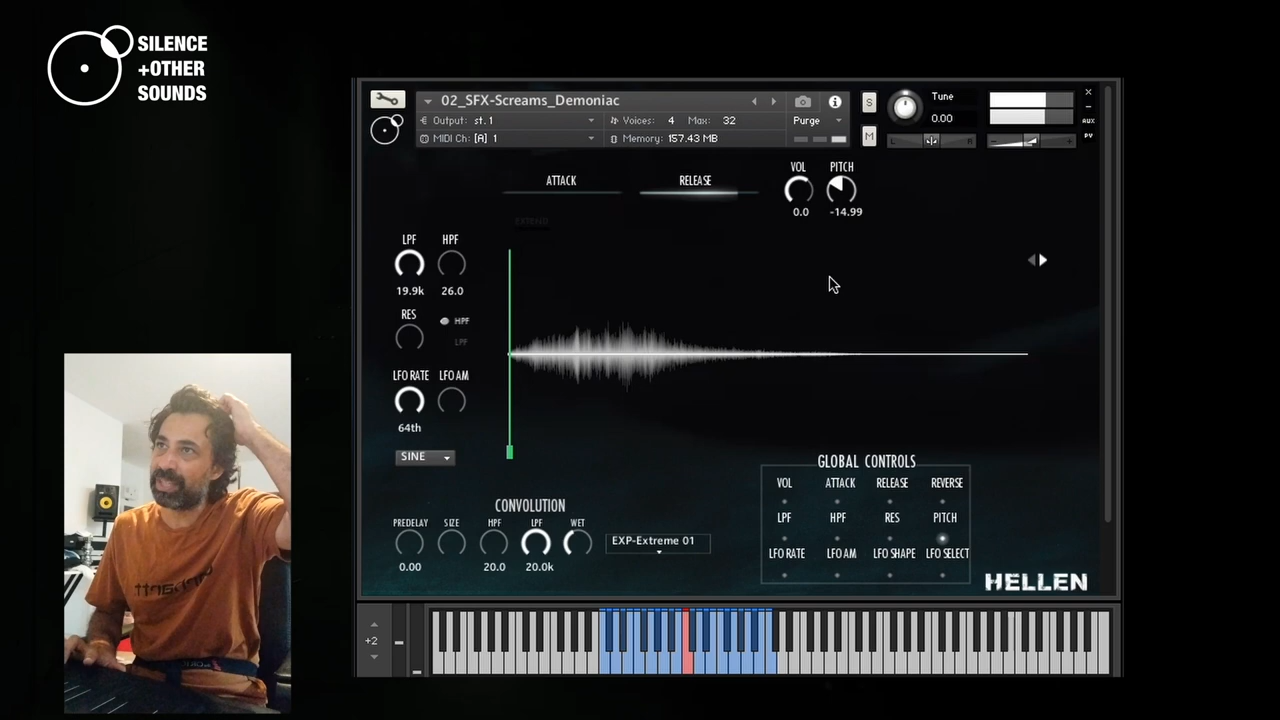 SILENCE
+OTHER
SOUNDS
02_SFX-Screams_Demoniac
Output: st.1
Voices: 4 Max: 32
Purge
MIDI Ch: [A] 1
Memory: 157.43 MB
S
M
Tune
0.00
L
R
AUX
PV
ATTACK
RELEASE
VOL
PITCH
0.0
-14.99
EXTEND
LPF
HPF
19.9k
26.0
RES
HPF
LPF
LFO RATE
LFO AM
64th
SINE
CONVOLUTION
PREDELAY
SIZE
HPF
LPF
WET
0.00
20.0
20.0k
EXP-Extreme 01
GLOBAL CONTROLS
VOL
ATTACK
RELEASE
REVERSE
LPF
HPF
RES
PITCH
LFO RATE
LFO AM
LFO SHAPE
LFO SELECT
HELLEN
+2